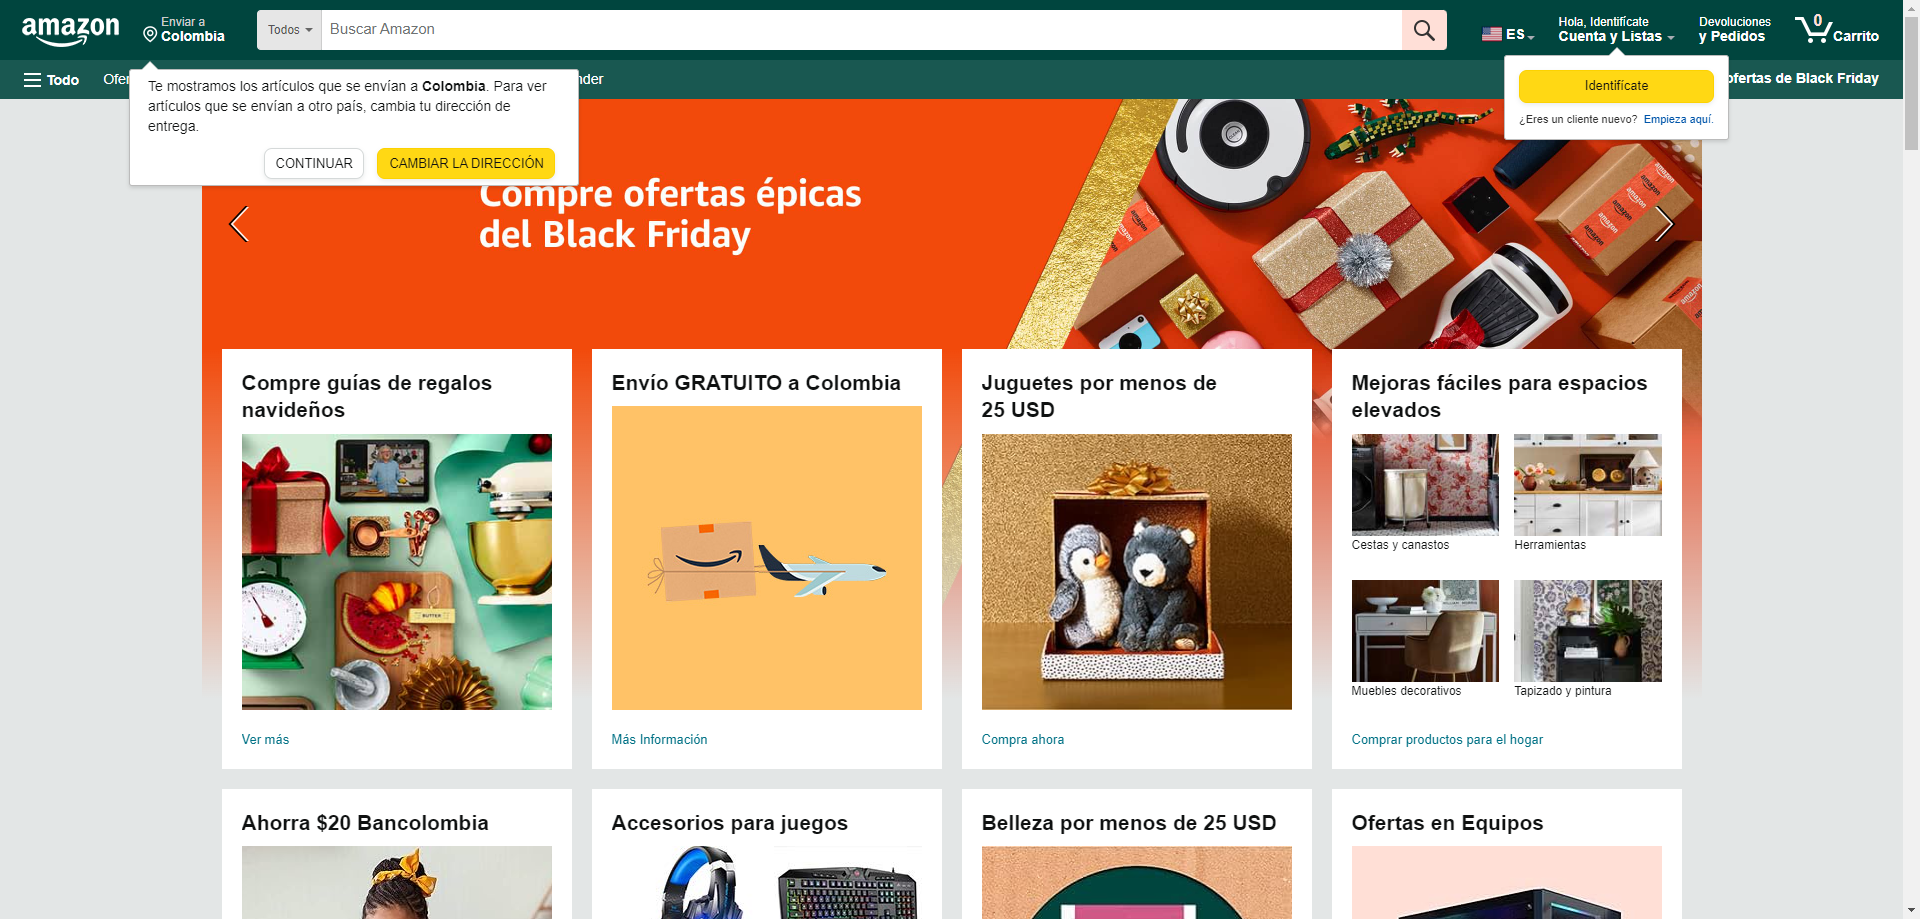 amazon
Enviar a
Colombia
Todos
Buscar Amazon
ES
Hola, Identifícate
Cuenta y Listas
Devoluciones
y Pedidos
0
Carrito
Todo
ofertas de Black Friday
Te mostramos los artículos que se envían a Colombia. Para ver
artículos que se envían a otro país, cambia tu dirección de
entrega.
CONTINUAR
CAMBIAR LA DIRECCIÓN
Identifícate
¿Eres un cliente nuevo? Empieza aquí.
Compre ofertas épicas
del Black Friday
Compre guías de regalos
navideños
BUTTER
Ver más
Envío GRATUITO a Colombia
Más Información
Juguetes por menos de
25 USD
Compra ahora
Mejoras fáciles para espacios
elevados
Cestas y canastos
Herramientas
Muebles decorativos
Tapizado y pintura
Comprar productos para el hogar
Ahorra $20 Bancolombia
Accesorios para juegos
Belleza por menos de 25 USD
Ofertas en Equipos